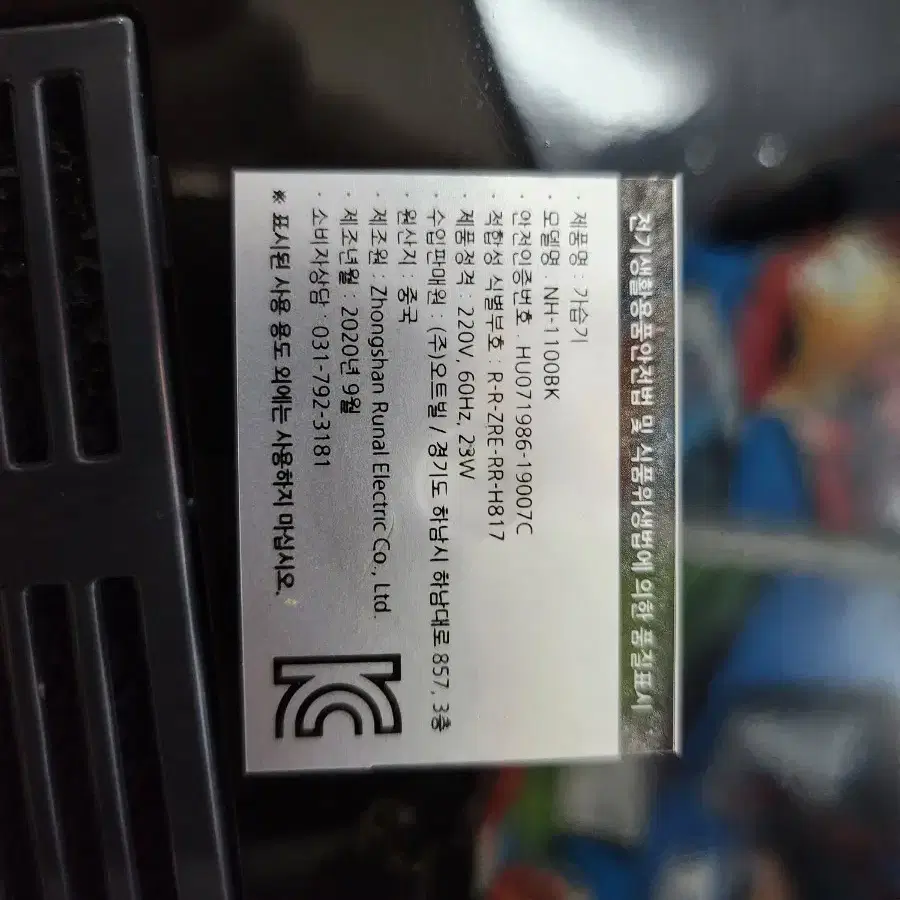 전기생활용품안전법 및 식품위생법에 의한 품질표시
· 제품명 : 가습기
· 모델명 : NH-1100BK
· 안전인증번호 . HU071986-19007C
· 적합성 식별부호 : R-R-ZRE-RR-H817
· 제품정격 : 220V, 60Hz, 23W
· 수입판매원 : (주)오트빌 / 경기도 하남시 하남대로 857, 3층
· 원산지 : 중국
· 제조원 : Zhongshan Runal Electric Co., Ltd.
· 제조년월 : 2020년 9월
· 소비자상담 : 031-792-3181
※ 표시된 사용 용도 외에는 사용하지 마십시오.
KC